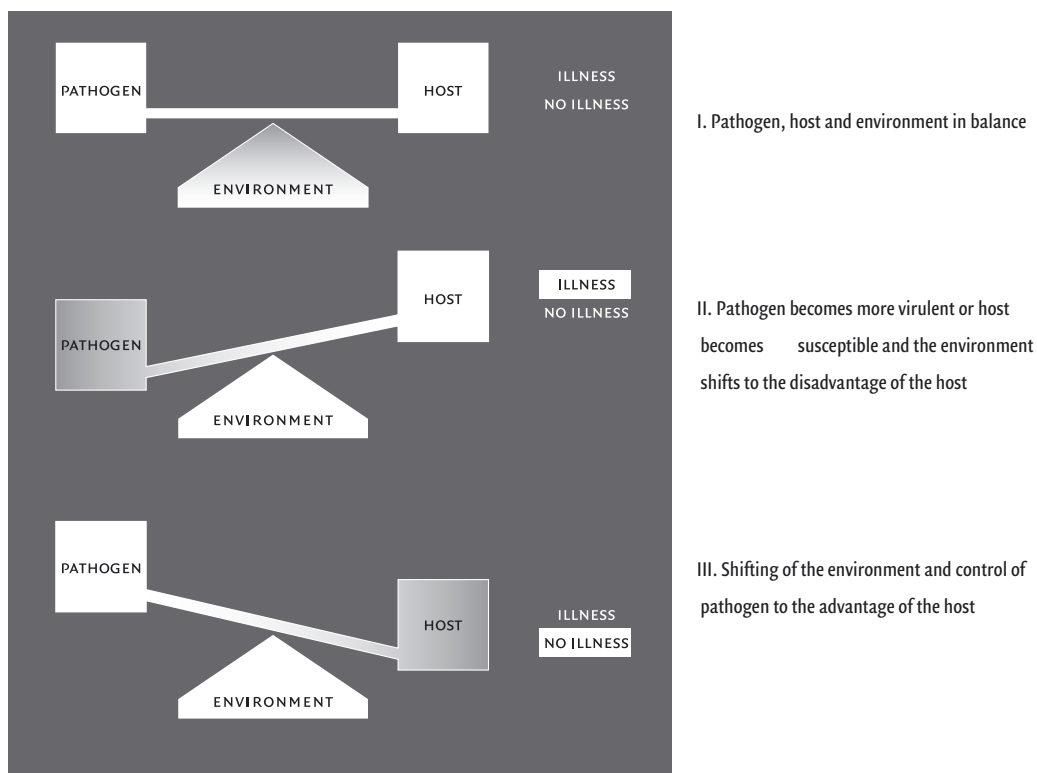 PATHOGEN
HOST
ENVIRONMENT
ILLNESS
NO ILLNESS
I. Pathogen, host and environment in balance
PATHOGEN
HOST
ENVIRONMENT
ILLNESS
NO ILLNESS
II. Pathogen becomes more virulent or host
becomes susceptible and the environment
shifts to the disadvantage of the host
PATHOGEN
HOST
ENVIRONMENT
ILLNESS
NO ILLNESS
III. Shifting of the environment and control of
pathogen to the advantage of the host